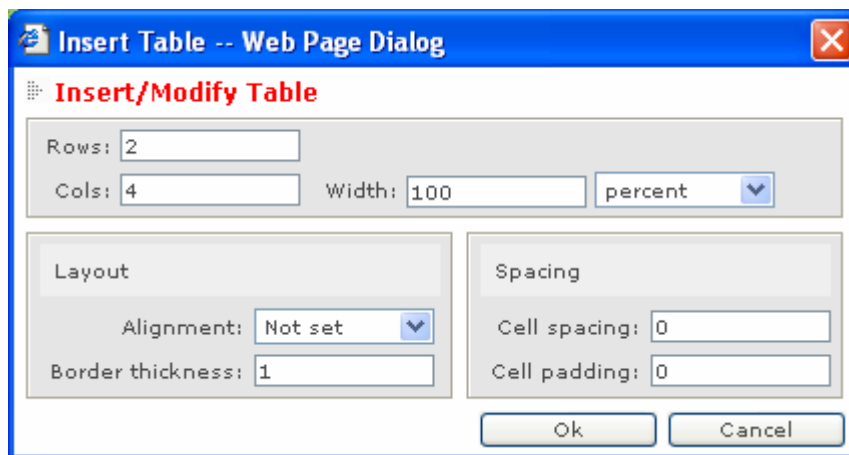 Insert Table -- Web Page Dialog
Insert/Modify Table
Rows: 2
Cols: 4 Width: 100 percent
Layout
Alignment: Not set
Border thickness: 1
Spacing
Cell spacing: 0
Cell padding: 0
Ok Cancel